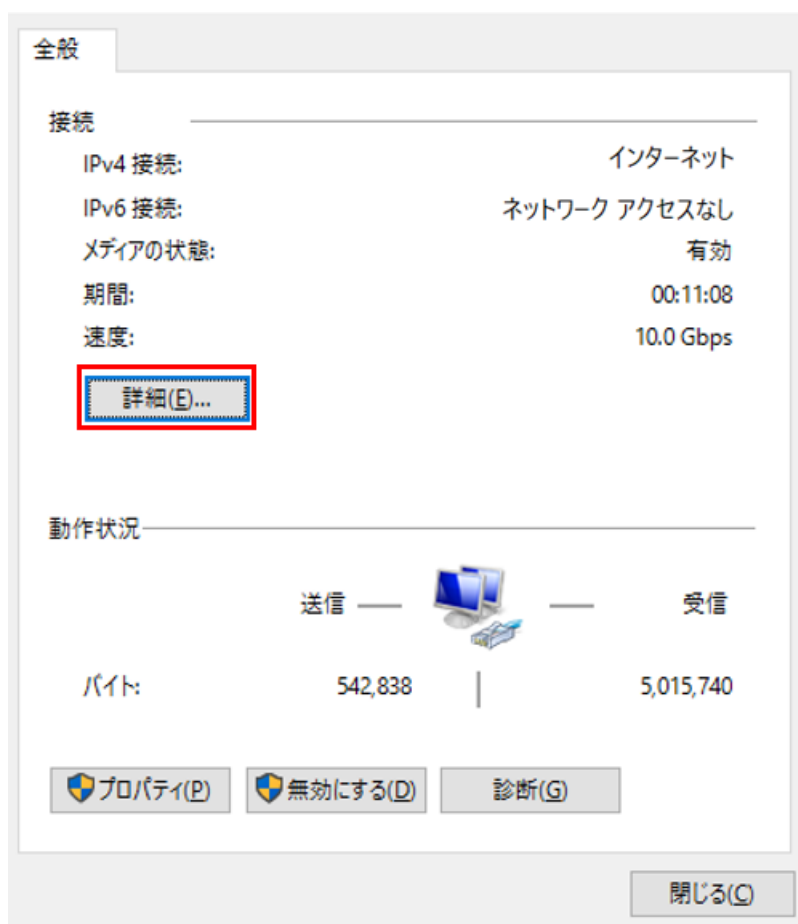 全般
接続
IPv4 接続: インターネット
IPv6 接続: ネットワーク アクセスなし
メディアの状態: 有効
期間: 00:11:08
速度: 10.0 Gbps
詳細(E)...
動作状況
送信 受信
バイト: 542,838 5,015,740
プロパティ(P) 無効にする(D) 診断(G)
閉じる(C)